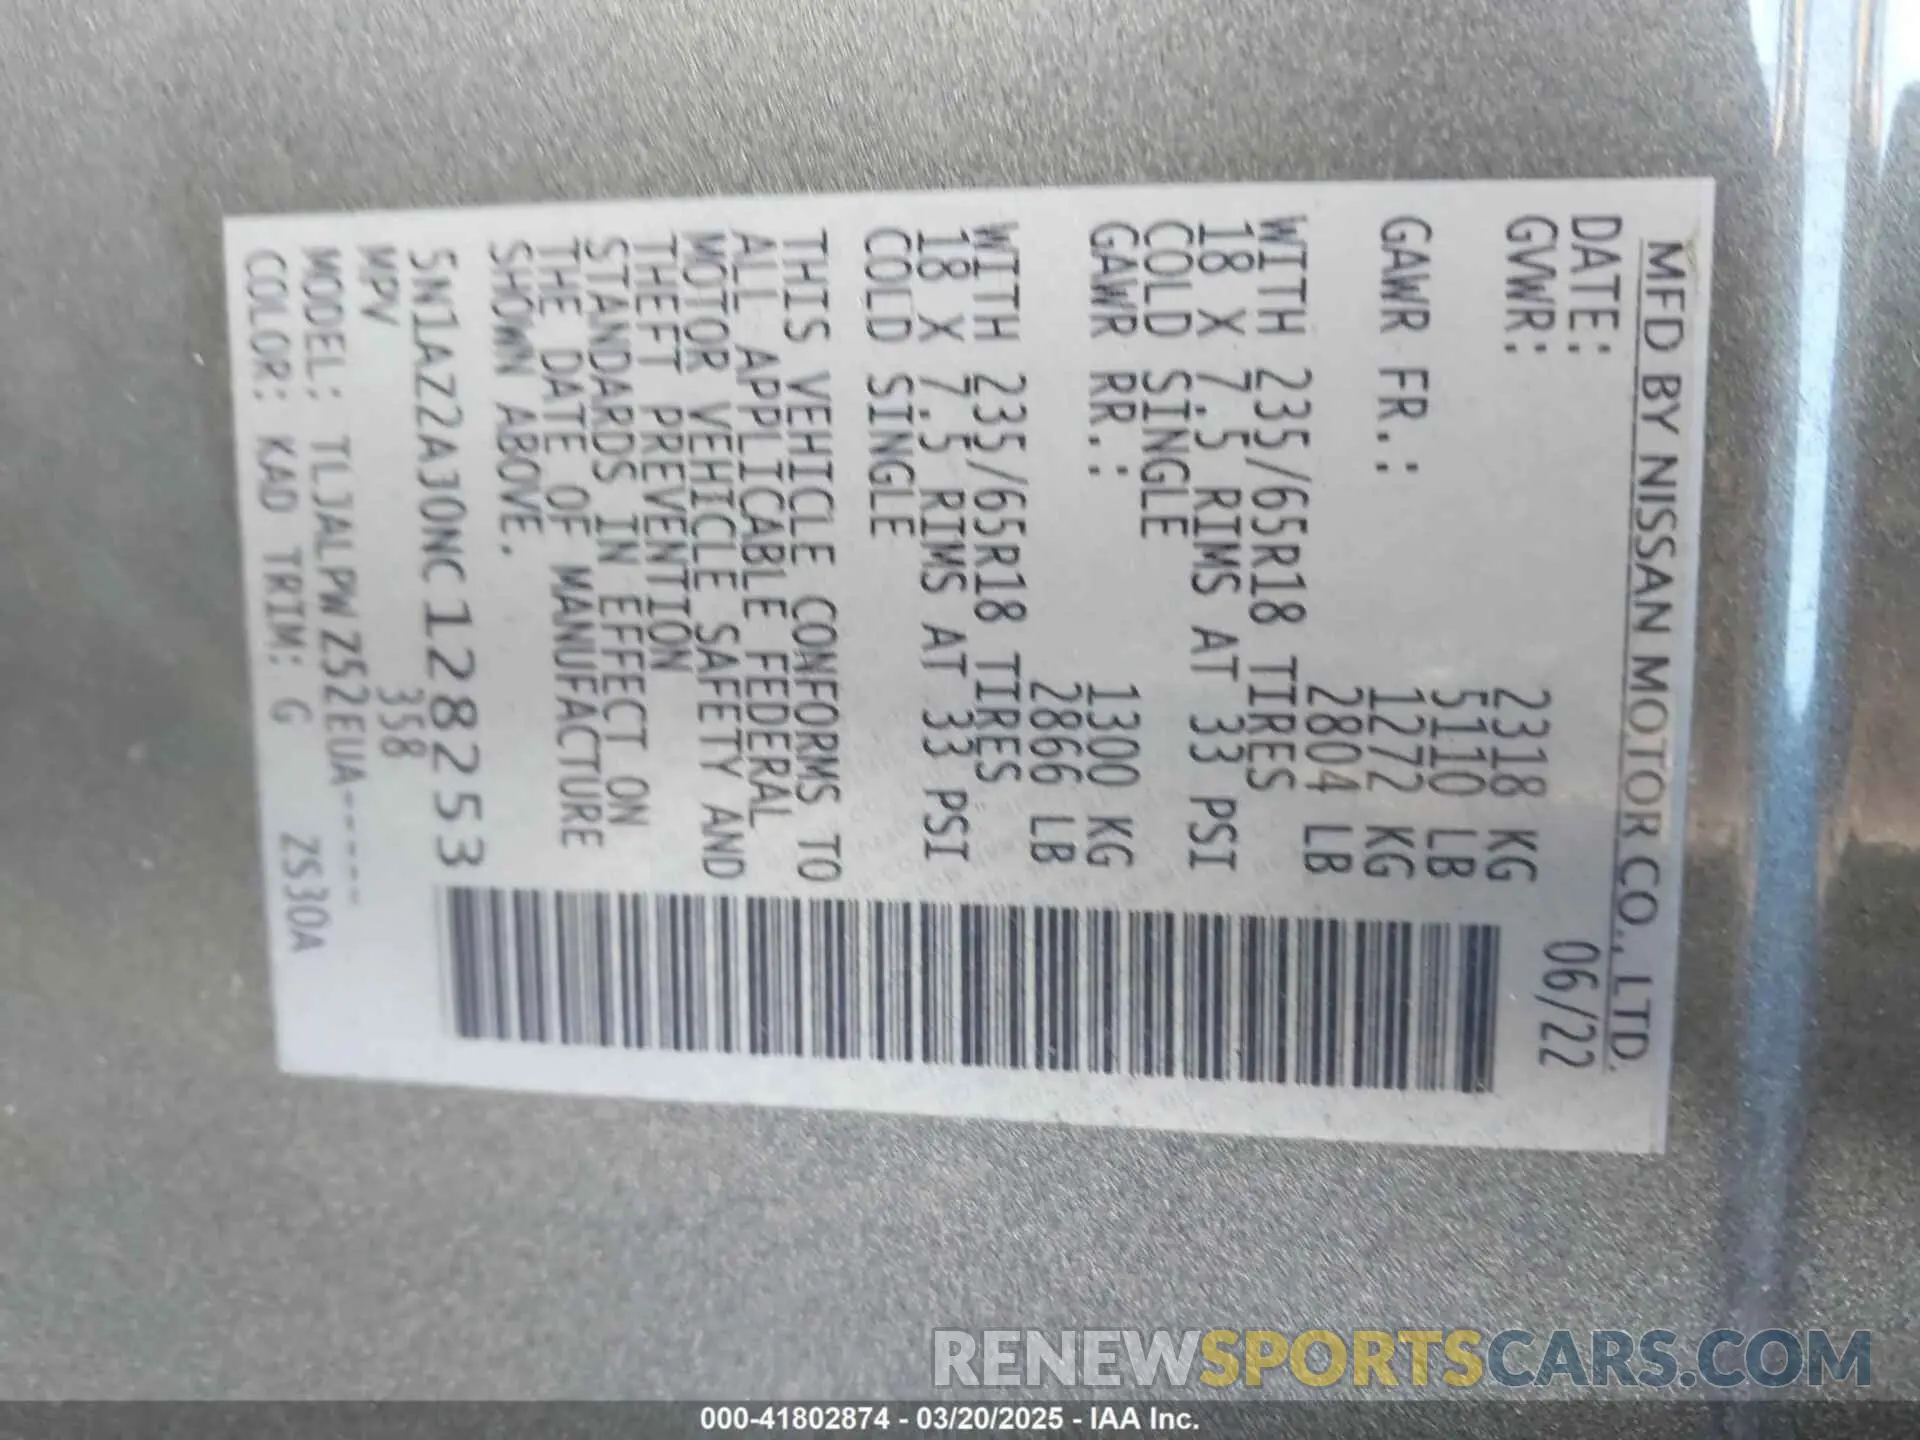 MFD BY NISSAN MOTOR CO., LTD.
DATE: 06/22
GVWR: 2318 KG
5110 LB
GAWR FR.: 1272 KG
2804 LB
WITH 235/65R18 TIRES
18 X 7.5 RIMS AT 33 PSI
COLD SINGLE
GAWR RR.: 1300 KG
2866 LB
WITH 235/65R18 TIRES
18 X 7.5 RIMS AT 33 PSI
COLD SINGLE
THIS VEHICLE CONFORMS TO
ALL APPLICABLE FEDERAL
MOTOR VEHICLE SAFETY AND
THEFT PREVENTION
STANDARDS IN EFFECT ON
THE DATE OF MANUFACTURE
SHOWN ABOVE.
5N1AZ2AJ0NC128253
MPV 358
MODEL: TLJALPWZ52EUA-----
COLOR: KAD TRIM: G Z530A
RENEWSPORTSCARS.COM
000-41802874 - 03/20/2025 - IAA Inc.